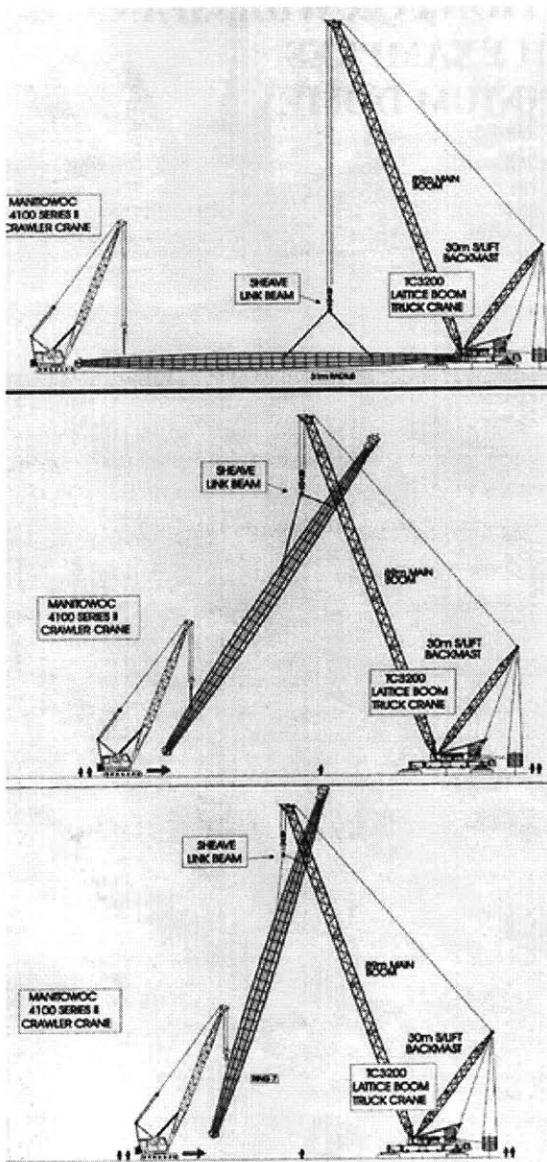 MANITOWOC
4100 SERIES II
CRAWLER CRANE
SHEAVE
LINK BEAM
MAIN
BOOM
30m S/LIFT
BACKMAST
TC3200
LATTICE BOOM
TRUCK CRANE
RADIUS
SHEAVE
LINK BEAM
MANITOWOC
4100 SERIES II
CRAWLER CRANE
MAIN
BOOM
30m S/LIFT
BACKMAST
TC3200
LATTICE BOOM
TRUCK CRANE
SHEAVE
LINK BEAM
MANITOWOC
4100 SERIES II
CRAWLER CRANE
MAIN
BOOM
30m S/LIFT
BACKMAST
RING 7
TC3200
LATTICE BOOM
TRUCK CRANE